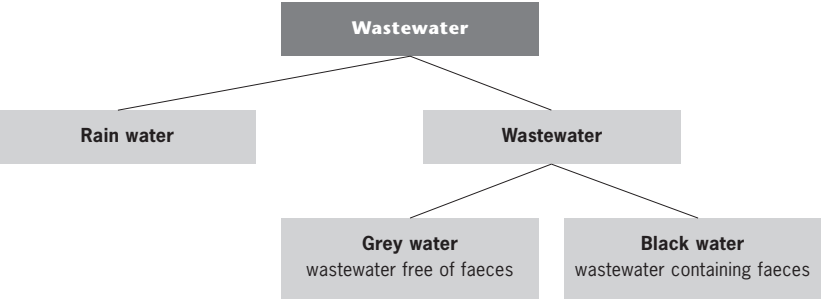 Wastewater
Rain water
Wastewater
Grey water
wastewater free of faeces
Black water
wastewater containing faeces